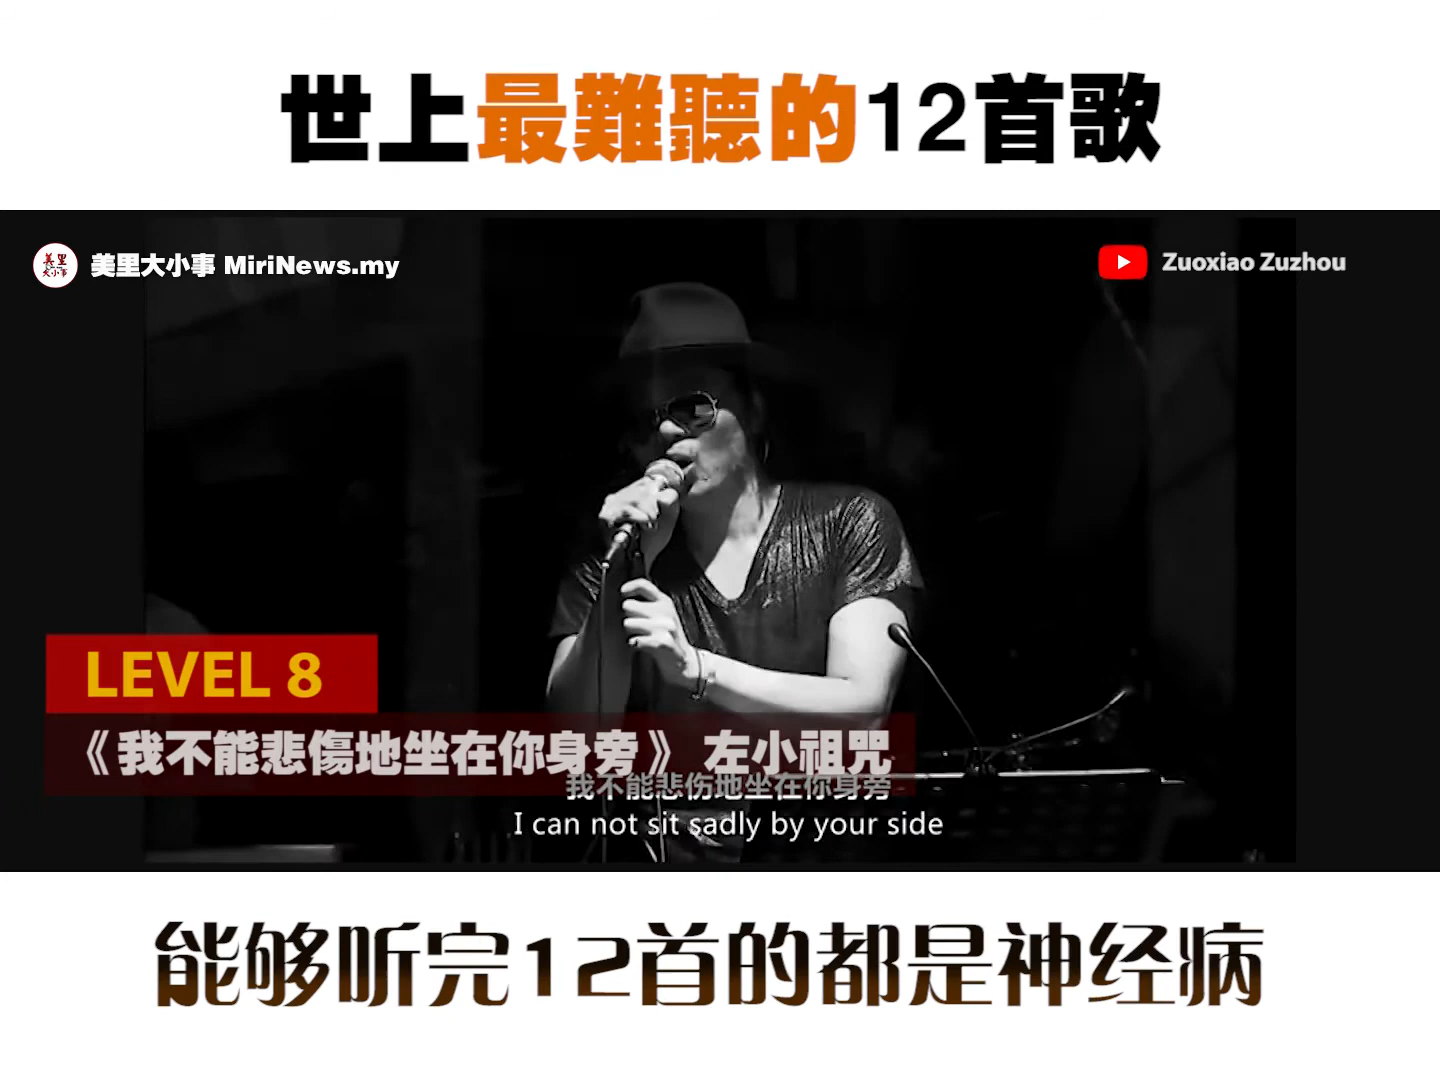 世上最難聽的12首歌
美里大小事 MiriNews.my
Zuoxiao Zuzhou
LEVEL 8
《我不能悲傷地坐在你身旁》 左小祖咒
我不能悲伤地坐在你身旁
I can not sit sadly by your side
能够听完12首的都是神经病